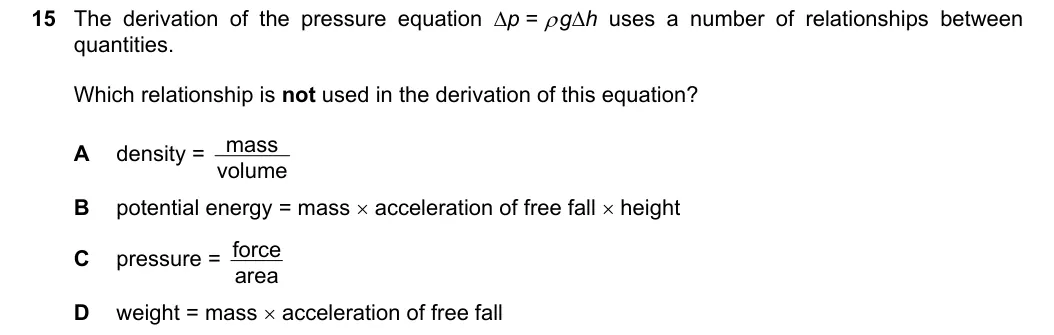 15 The derivation of the pressure equation Δp = ρgΔh uses a number of relationships between
quantities.
Which relationship is not used in the derivation of this equation?
A density = mass / volume
B potential energy = mass × acceleration of free fall × height
C pressure = force / area
D weight = mass × acceleration of free fall